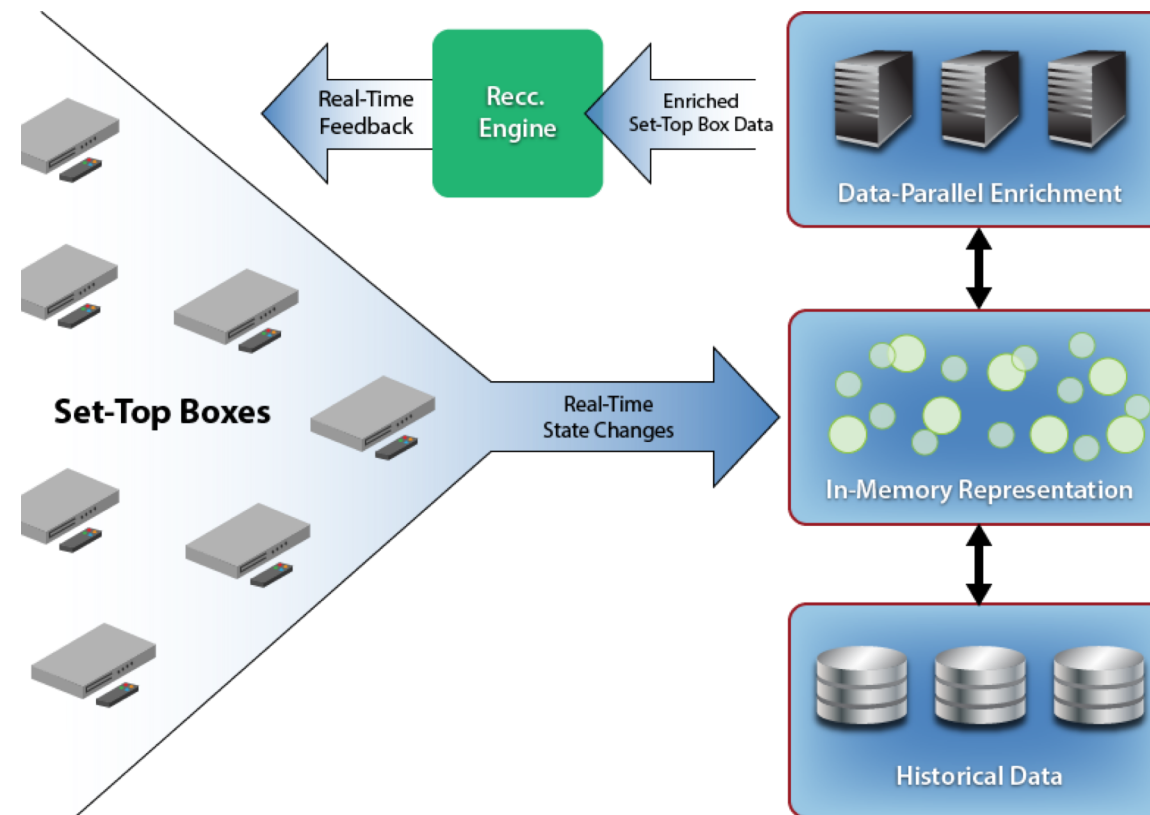 Real-Time
Feedback
Recc.
Engine
Enriched
Set-Top Box Data
Data-Parallel Enrichment
Set-Top Boxes
Real-Time
State Changes
In-Memory Representation
Historical Data